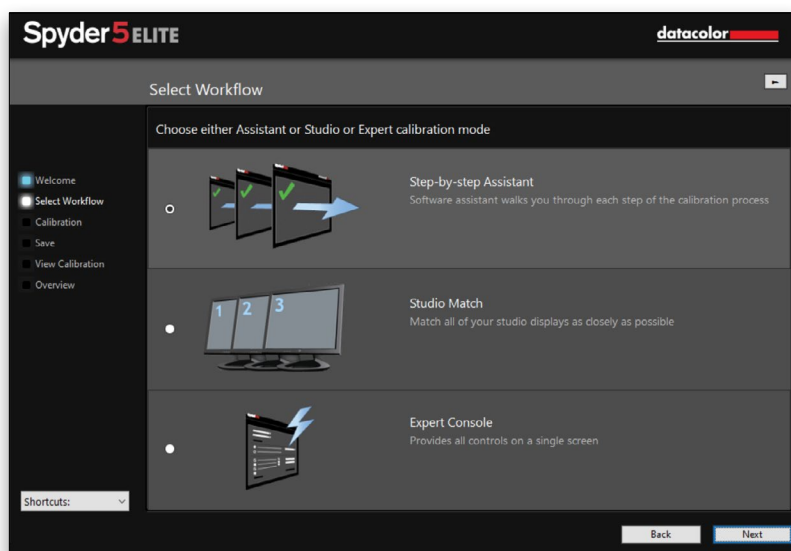 Spyder5ELITE
datacolor
Select Workflow
Choose either Assistant or Studio or Expert calibration mode
Welcome
Select Workflow
Calibration
Save
View Calibration
Overview
Step-by-step Assistant
Software assistant walks you through each step of the calibration process
1 2 3
Studio Match
Match all of your studio displays as closely as possible
Expert Console
Provides all controls on a single screen
Shortcuts:
Back
Next